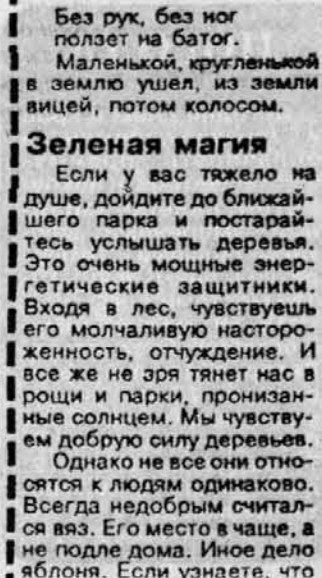 Без рук, без ног
ползет на батог.
Маленькой, кругленькой
в землю ушел, из земли
вицей, потом колосом.
Зеленая магия
Если у вас тяжело на
душе, дойдите до ближай-
шего парка и постарай-
тесь услышать деревья.
Это очень мощные энер-
гетические защитники.
Входя в лес, чувствуешь
его молчаливую насторо-
женность, отчуждение. И
все же не зря тянет нас в
рощи и парки, пронизан-
ные солнцем. Мы чувству-
ем добрую силу деревьев.
Однако не все они отно-
сятся к людям одинаково.
Всегда недобрым считал-
ся вяз. Его место в чаще, а
не подле дома. Иное дело
яблоня. Если узнаете, что